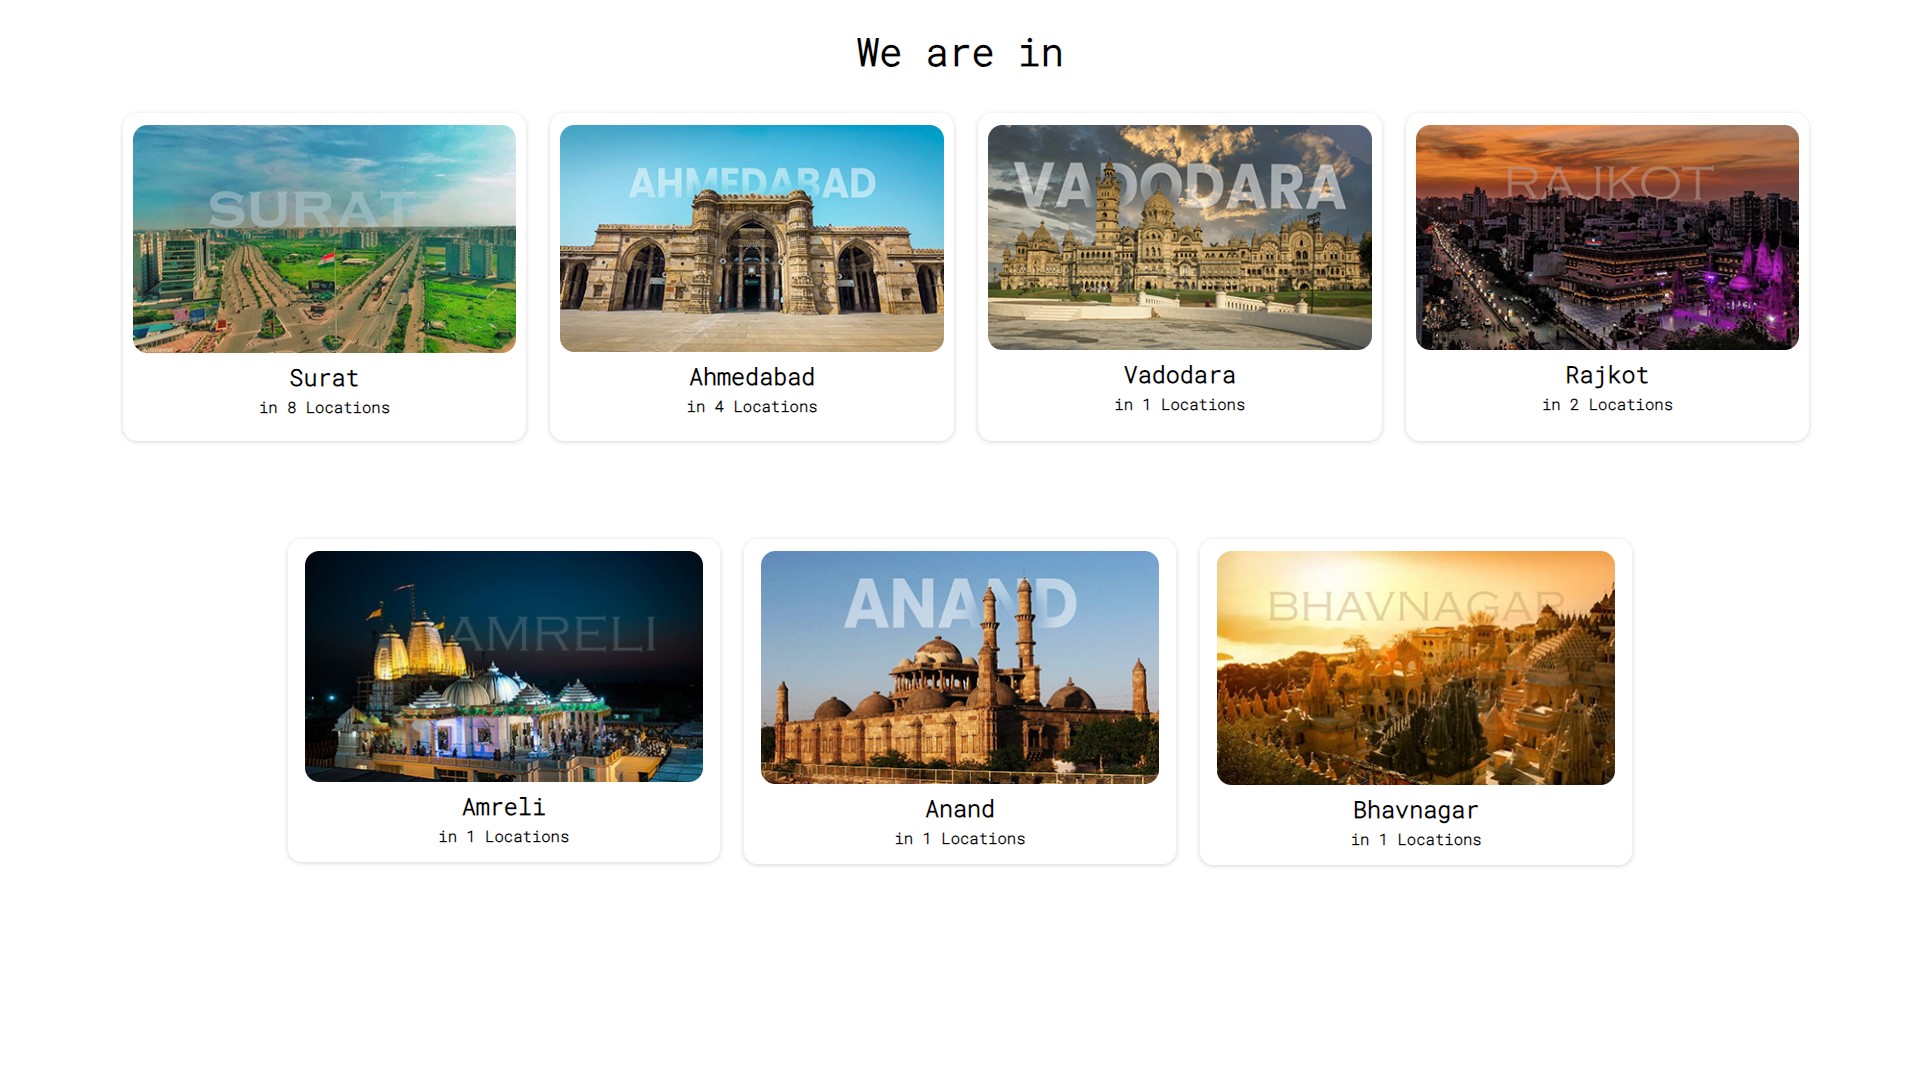 We are in
SURAT
AHMEDABAD
VADODARA
RAJKOT
Surat
in 8 Locations
Ahmedabad
in 4 Locations
Vadodara
in 1 Locations
Rajkot
in 2 Locations
AMRELI
ANAND
BHAVNAGAR
Amreli
in 1 Locations
Anand
in 1 Locations
Bhavnagar
in 1 Locations